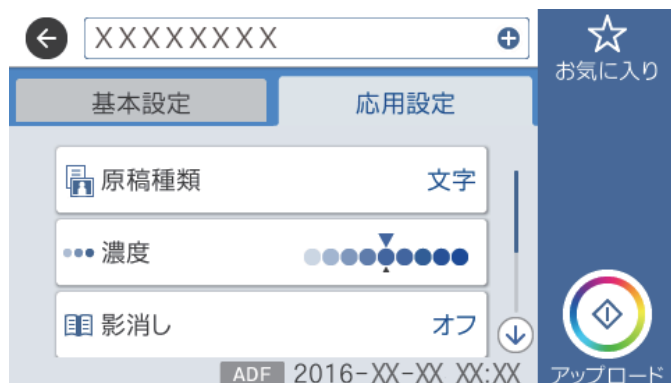 XXXXXXXX
お気に入り
基本設定
応用設定
原稿種類 文字
濃度
影消し オフ
ADF 2016-XX-XX XX:XX
アップロード